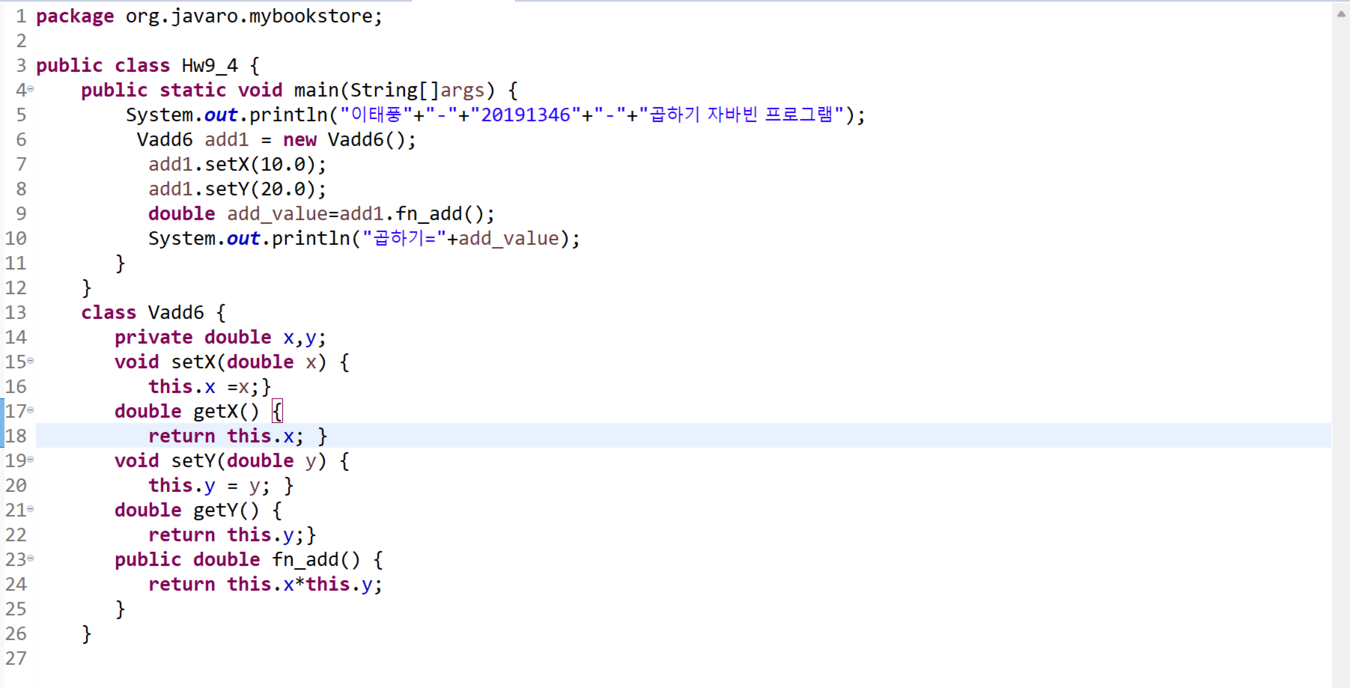 1 package org.javaro.mybookstore;
2
3 public class Hw9_4 {
4 public static void main(String[]args) {
5 System.out.println("이태풍"+"-"+"20191346"+"-"+"곱하기 자바빈 프로그램");
6 Vadd6 add1 = new Vadd6();
7 add1.setX(10.0);
8 add1.setY(20.0);
9 double add_value=add1.fn_add();
10 System.out.println("곱하기="+add_value);
11 }
12 }
13 class Vadd6 {
14 private double x,y;
15 void setX(double x) {
16 this.x =x;}
17 double getX() {
18 return this.x; }
19 void setY(double y) {
20 this.y = y; }
21 double getY() {
22 return this.y;}
23 public double fn_add() {
24 return this.x*this.y;
25 }
26 }
27